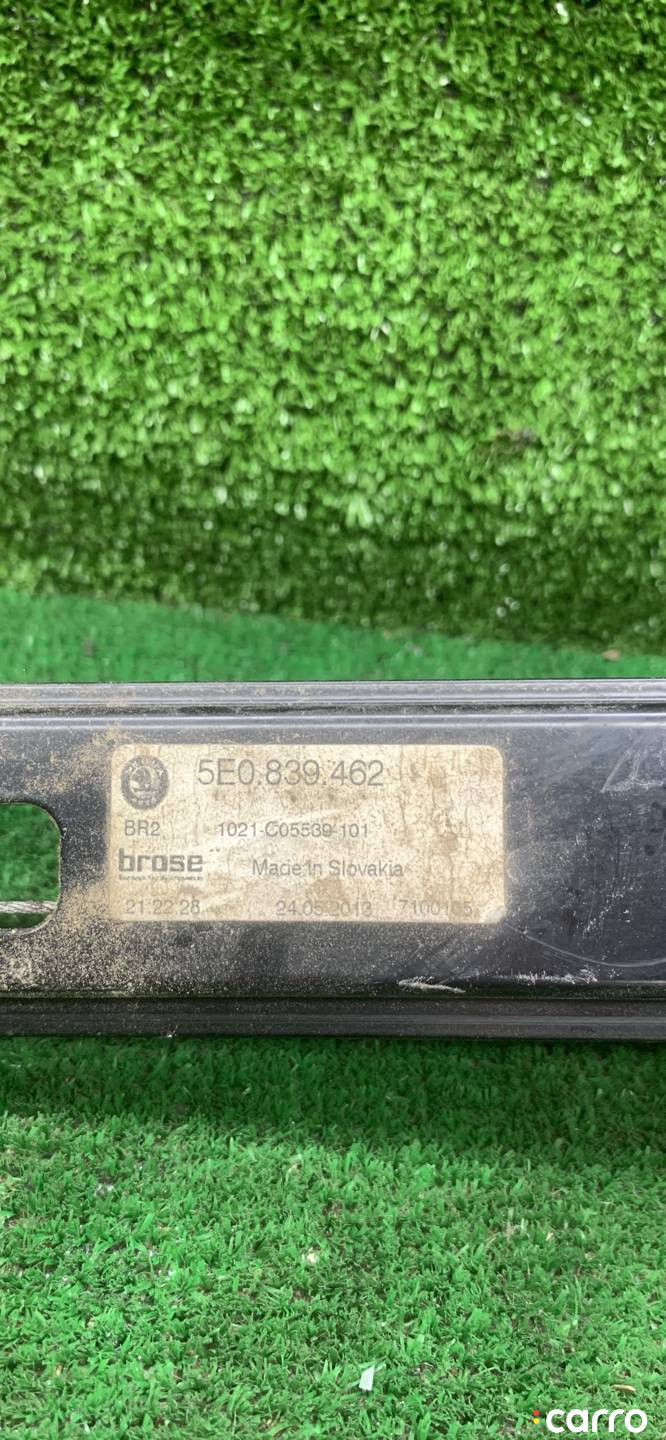 5E0.839.462
BR2 1021-C05539-101
brose Made in Slovakia
21:22:28 24.05.2013 7100105
carro